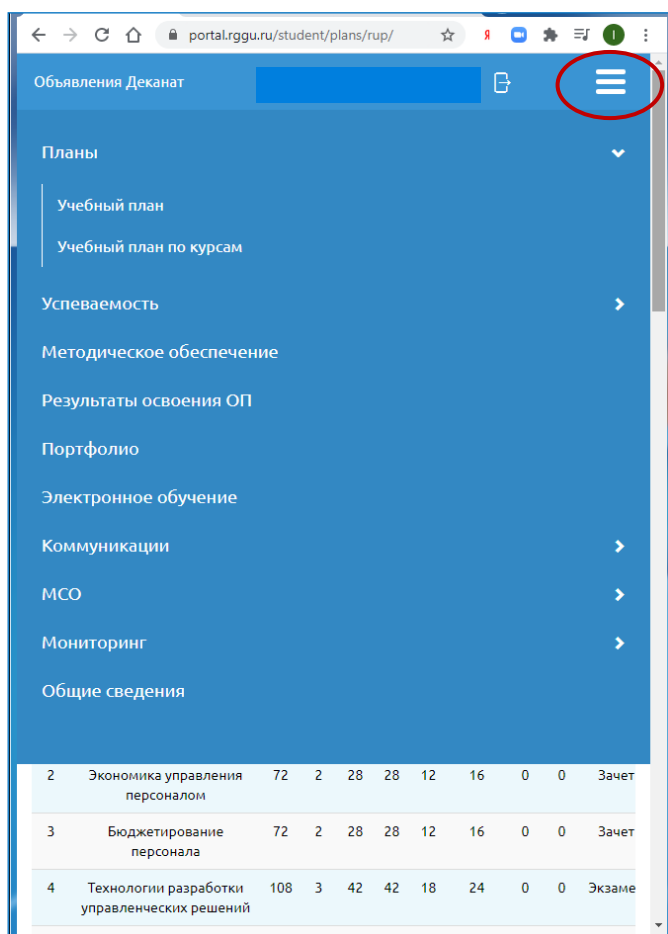 portal.rggu.ru/student/plans/rup/
Я
I
Объявления Деканат
Планы
Учебный план
Учебный план по курсам
Успеваемость
Методическое обеспечение
Результаты освоения ОП
Портфолио
Электронное обучение
Коммуникации
МСО
Мониторинг
Общие сведения
2 Экономика управления 72 2 28 28 12 16 0 0 Зачет
персоналом
3 Бюджетирование 72 2 28 28 12 16 0 0 Зачет
персонала
4 Технологии разработки 108 3 42 42 18 24 0 0 Экзаме
управленческих решений